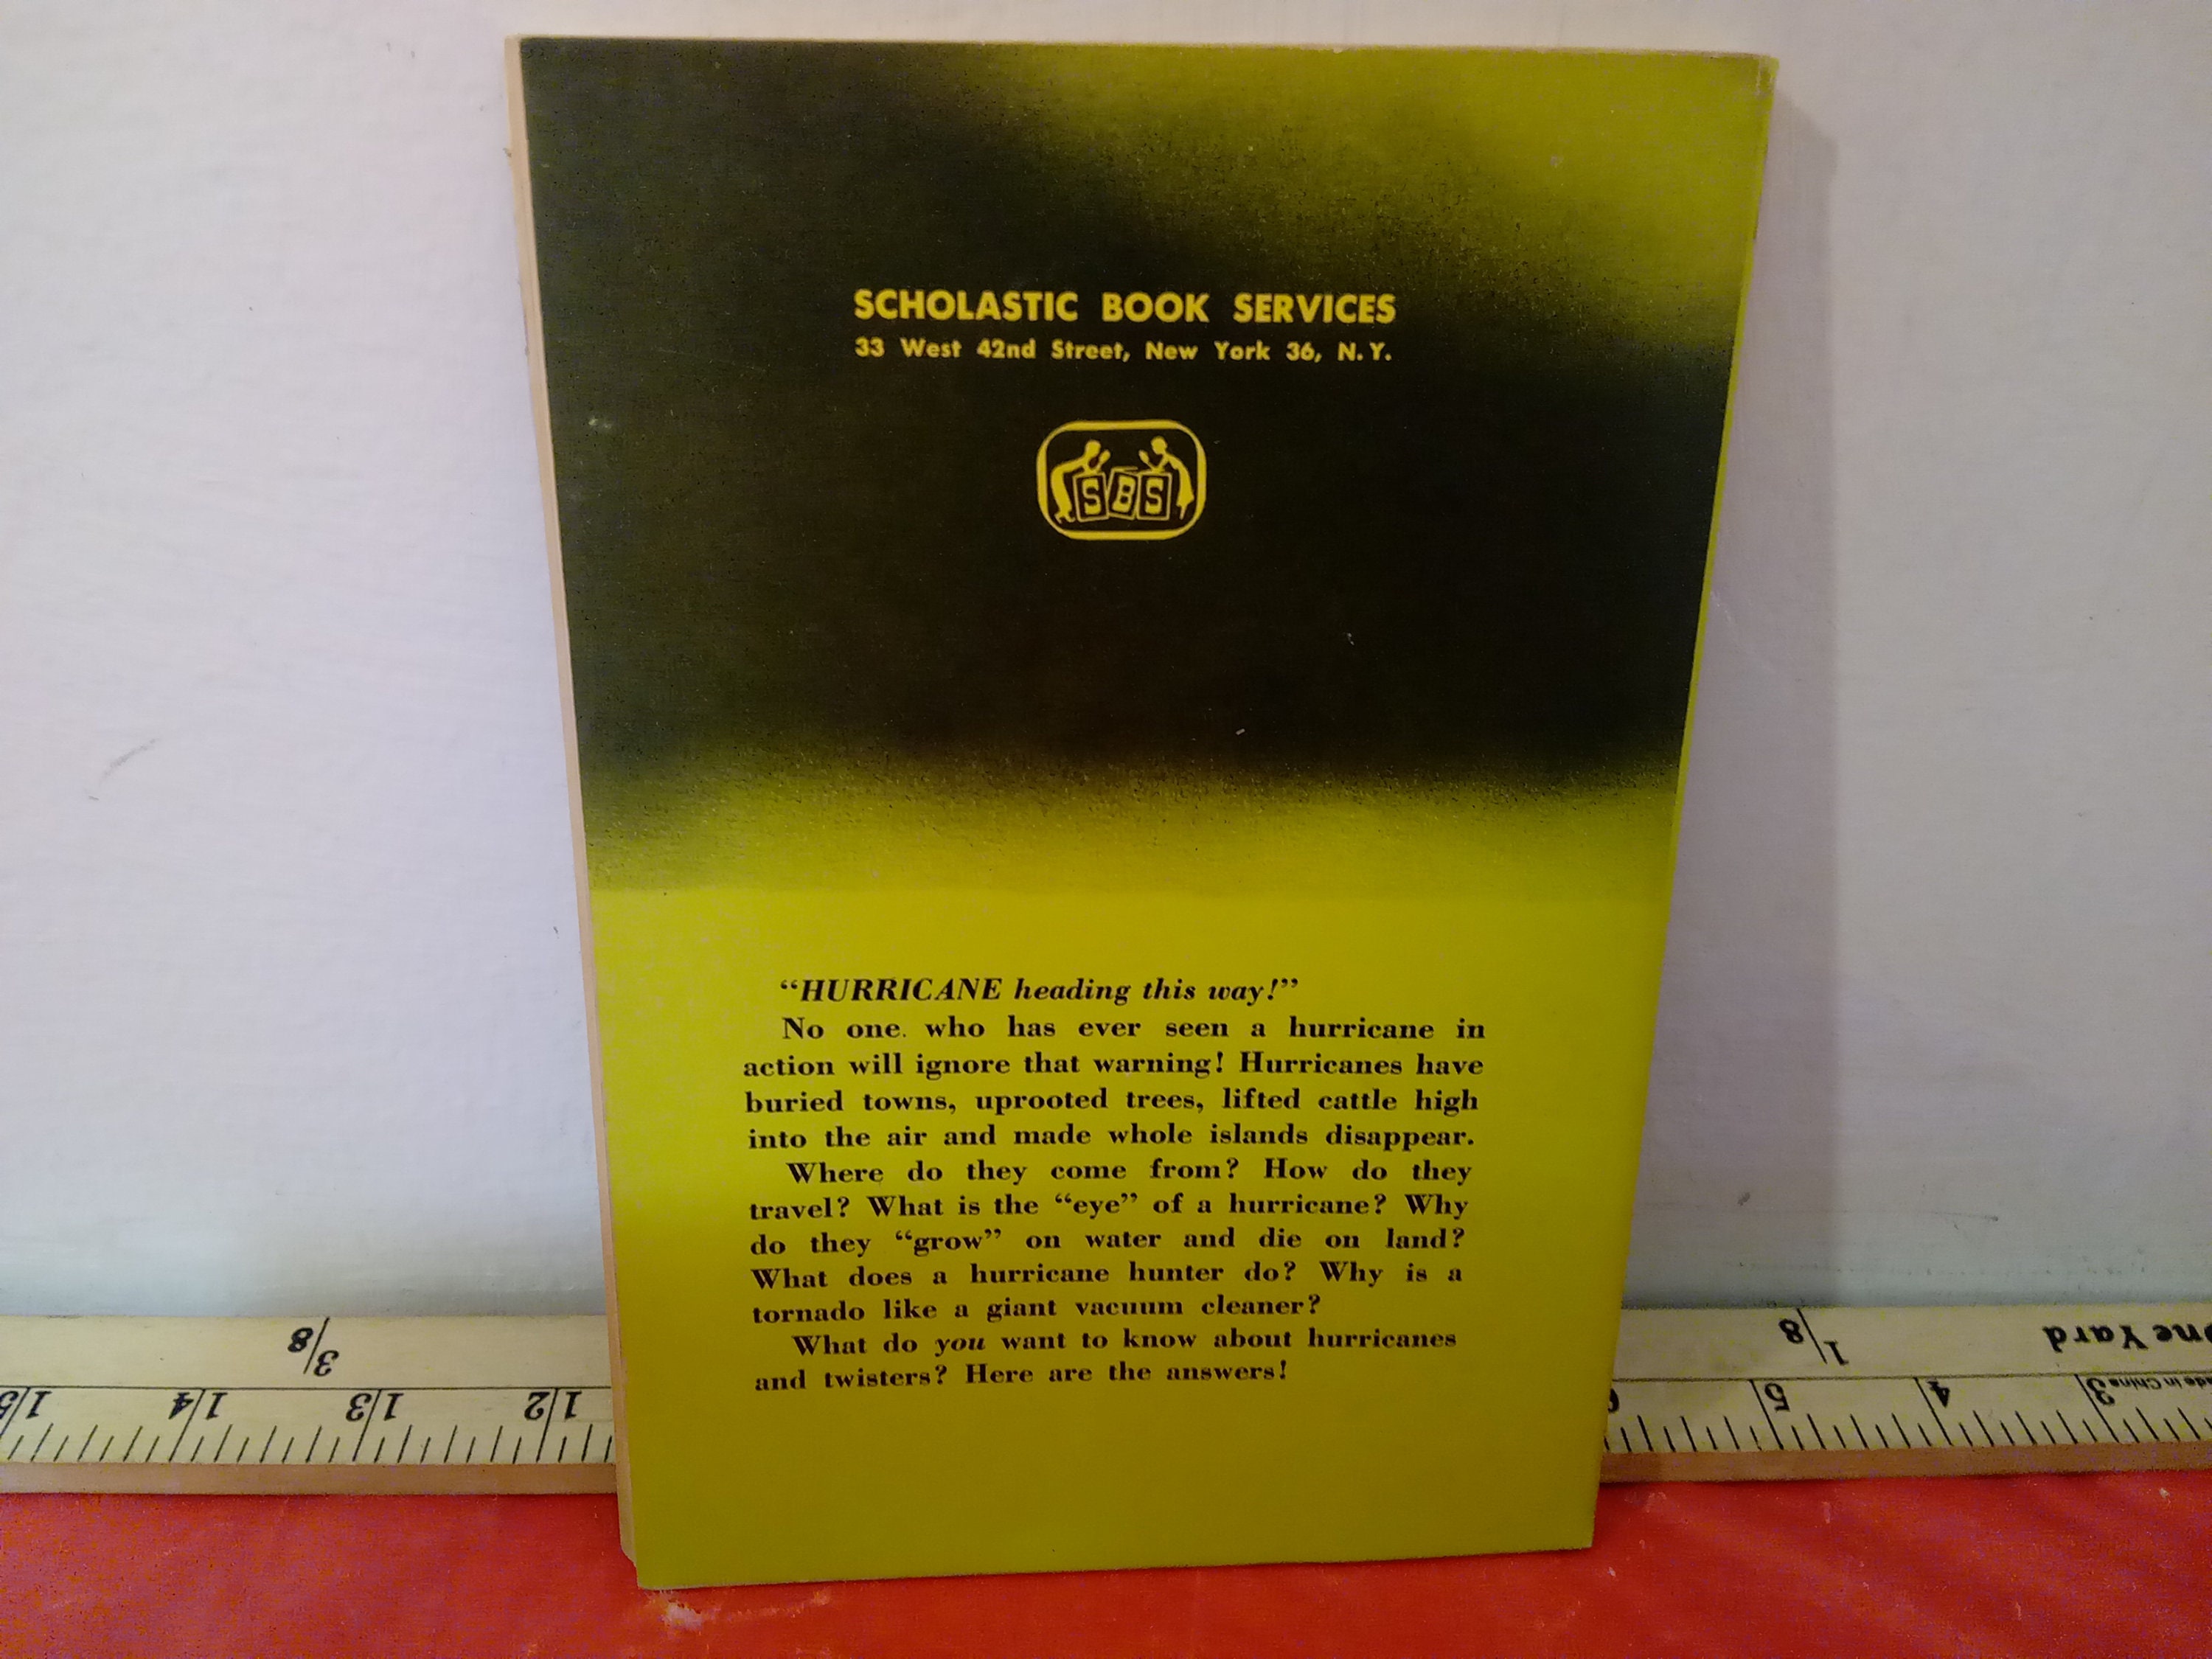 SCHOLASTIC BOOK SERVICES
33 West 42nd Street, New York 36, N.Y.
SBS
"HURRICANE heading this way!"
No one who has ever seen a hurricane in
action will ignore that warning! Hurricanes have
buried towns, uprooted trees, lifted cattle high
into the air and made whole islands disappear.
Where do they come from? How do they
travel? What is the "eye" of a hurricane? Why
do they "grow" on water and die on land?
What does a hurricane hunter do? Why is a
tornado like a giant vacuum cleaner?
What do you want to know about hurricanes
and twisters? Here are the answers!
3/8
15 14 13 12
1/8
One Yard
5 4 3
Made in China